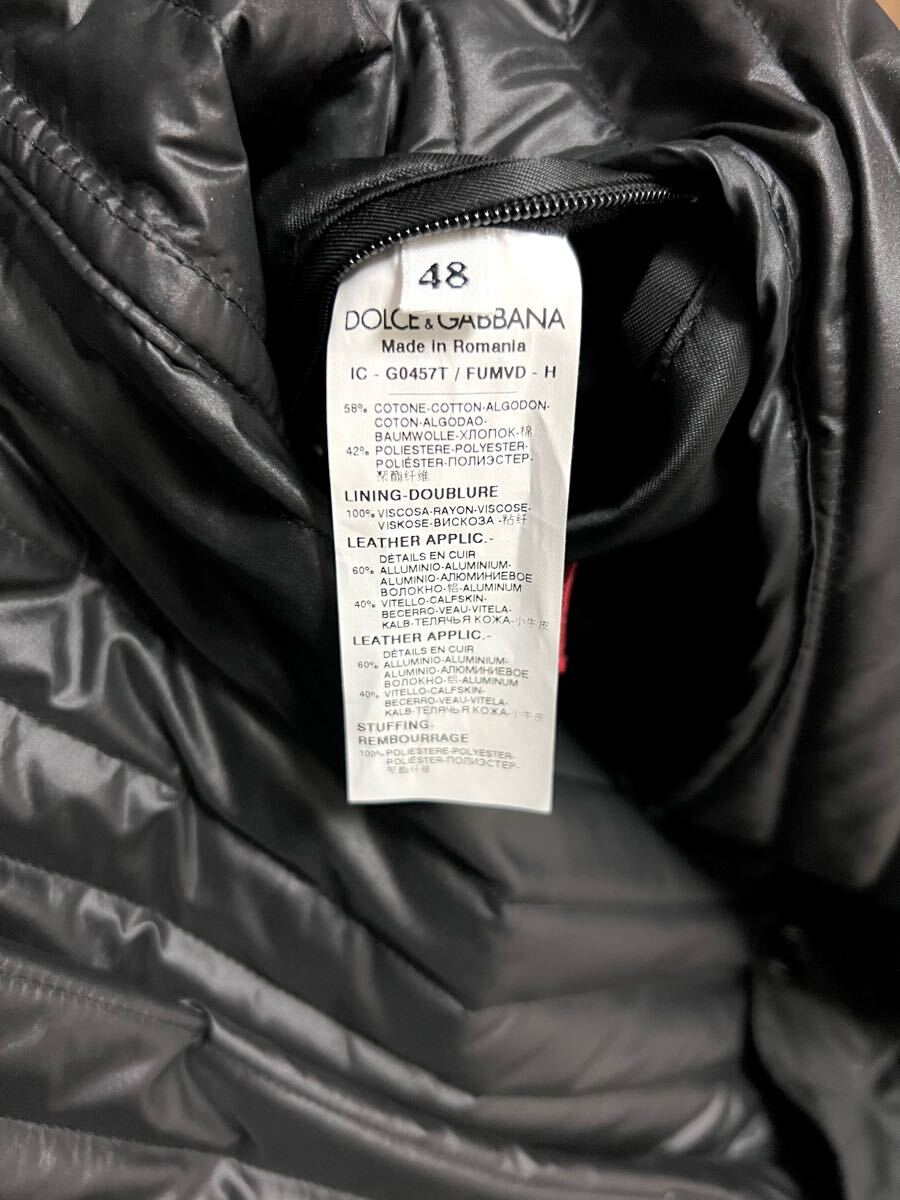 48
DOLCE & GABBANA
Made in Romania
IC - G0457T / FUMVD - H
58% COTONE-COTTON-ALGODON-
COTON-ALGODAO-
BAUMWOLLE-ХЛОПОК-棉
42% POLIESTERE-POLYESTER-
POLIÉSTER-ПОЛИЭСТЕР-
聚酯纤维
LINING-DOUBLURE
100% VISCOSA-RAYON-VISCOSE-
VISKOSE-ВИСКОЗА -粘纤
LEATHER APPLIC.-
DÉTAILS EN CUIR
60% ALLUMINIO-ALUMINIUM-
ALUMINIO-АЛЮМИНИЕВОЕ
ВОЛОКНО-铝-ALUMINUM
40% VITELLO-CALFSKIN-
BECERRO-VEAU-VITELA-
KALB-ТЕЛЯЧЬЯ КОЖА-小牛皮
LEATHER APPLIC.-
DÉTAILS EN CUIR
60% ALLUMINIO-ALUMINIUM-
ALUMINIO-АЛЮМИНИЕВОЕ
ВОЛОКНО-铝-ALUMINUM
40% VITELLO-CALFSKIN-
BECERRO-VEAU-VITELA-
KALB-ТЕЛЯЧЬЯ КОЖА-小牛皮
STUFFING-
REMBOURRAGE
100% POLIESTERE-POLYESTER-
POLIÉSTER-ПОЛИЭСТЕР-
聚酯纤维